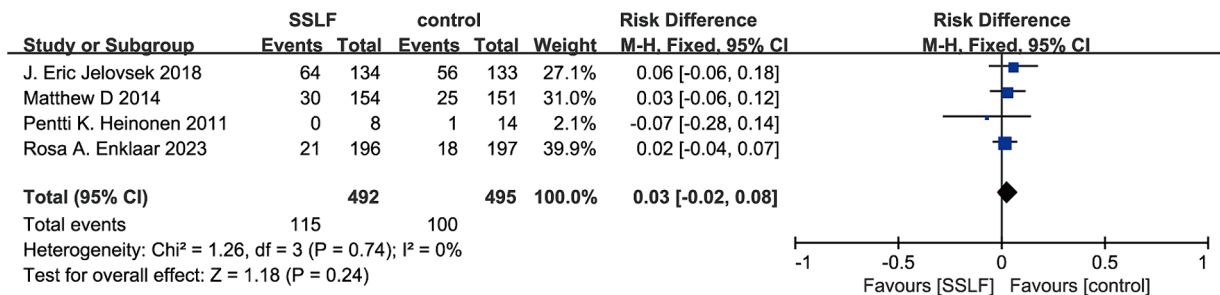 SSLF control Risk Difference Risk Difference
Study or Subgroup Events Total Events Total Weight M-H, Fixed, 95% CI M-H, Fixed, 95% CI
J. Eric Jelovsek 2018 64 134 56 133 27.1% 0.06 [-0.06, 0.18]
Matthew D 2014 30 154 25 151 31.0% 0.03 [-0.06, 0.12]
Pentti K. Heinonen 2011 0 8 1 14 2.1% -0.07 [-0.28, 0.14]
Rosa A. Enklaar 2023 21 196 18 197 39.9% 0.02 [-0.04, 0.07]
Total (95% CI) 492 495 100.0% 0.03 [-0.02, 0.08]
Total events 115 100
Heterogeneity: Chi² = 1.26, df = 3 (P = 0.74); I² = 0%
Test for overall effect: Z = 1.18 (P = 0.24)
-1 -0.5 0 0.5 1
Favours [SSLF] Favours [control]